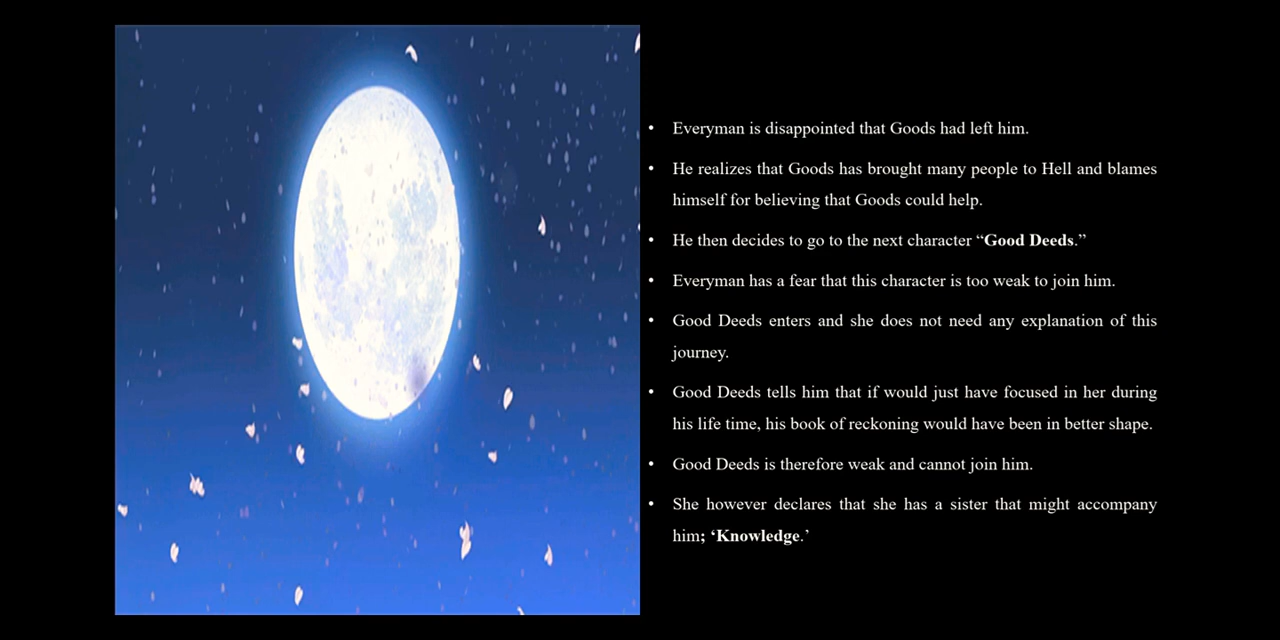 • Everyman is disappointed that Goods had left him.
• He realizes that Goods has brought many people to Hell and blames
himself for believing that Goods could help.
• He then decides to go to the next character “Good Deeds.”
• Everyman has a fear that this character is too weak to join him.
• Good Deeds enters and she does not need any explanation of this
journey.
• Good Deeds tells him that if would just have focused in her during
his life time, his book of reckoning would have been in better shape.
• Good Deeds is therefore weak and cannot join him.
• She however declares that she has a sister that might accompany
him; ‘Knowledge.’